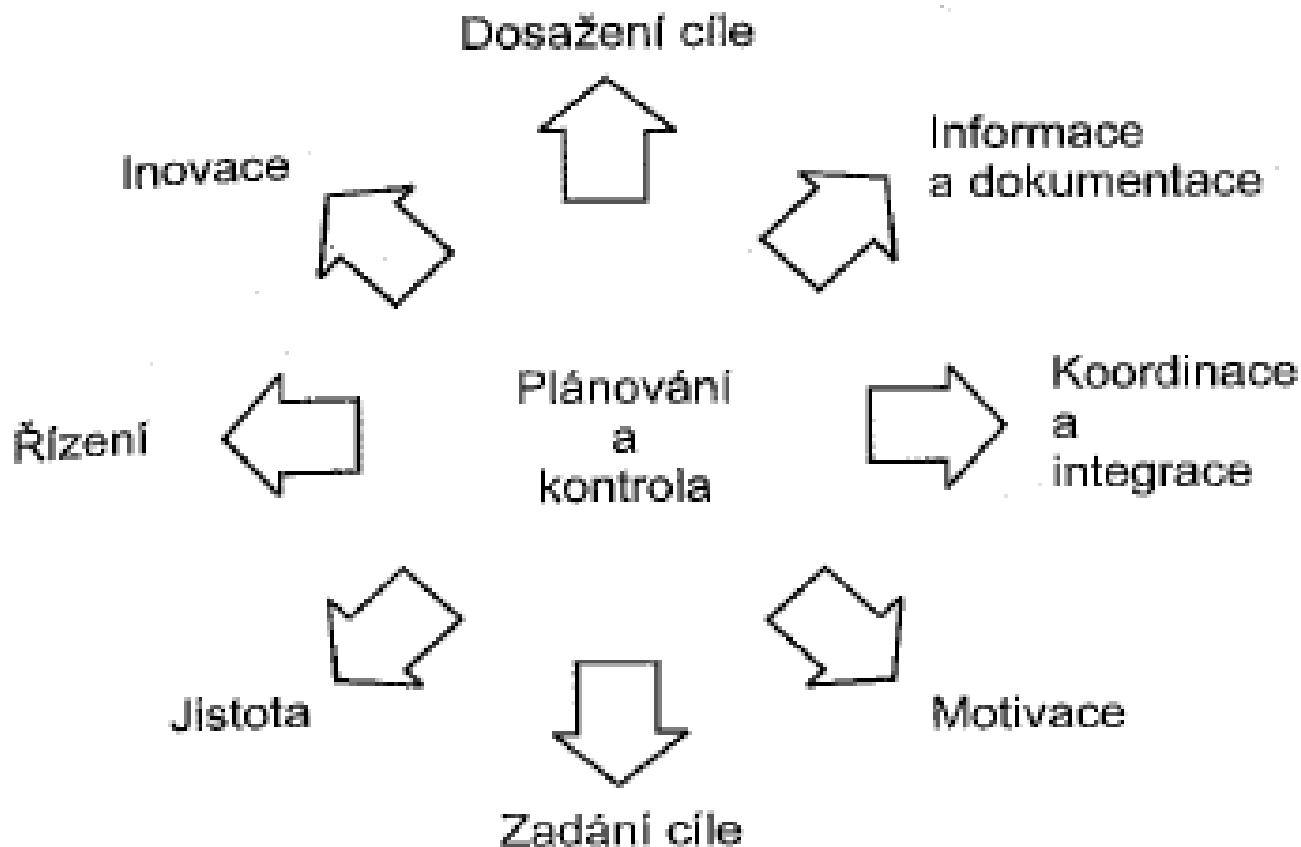 Dosažení cíle
Informace
a dokumentace
Inovace
Koordinace
a
integrace
Plánování
a
kontrola
Řízení
Jistota
Motivace
Zadání cíle